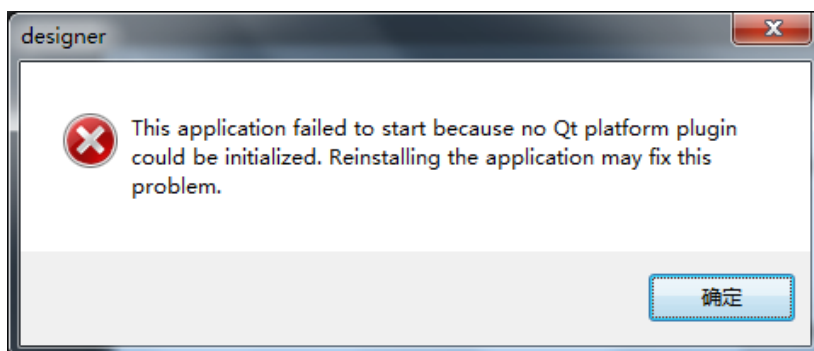 designer
This application failed to start because no Qt platform plugin
could be initialized. Reinstalling the application may fix this
problem.
确定